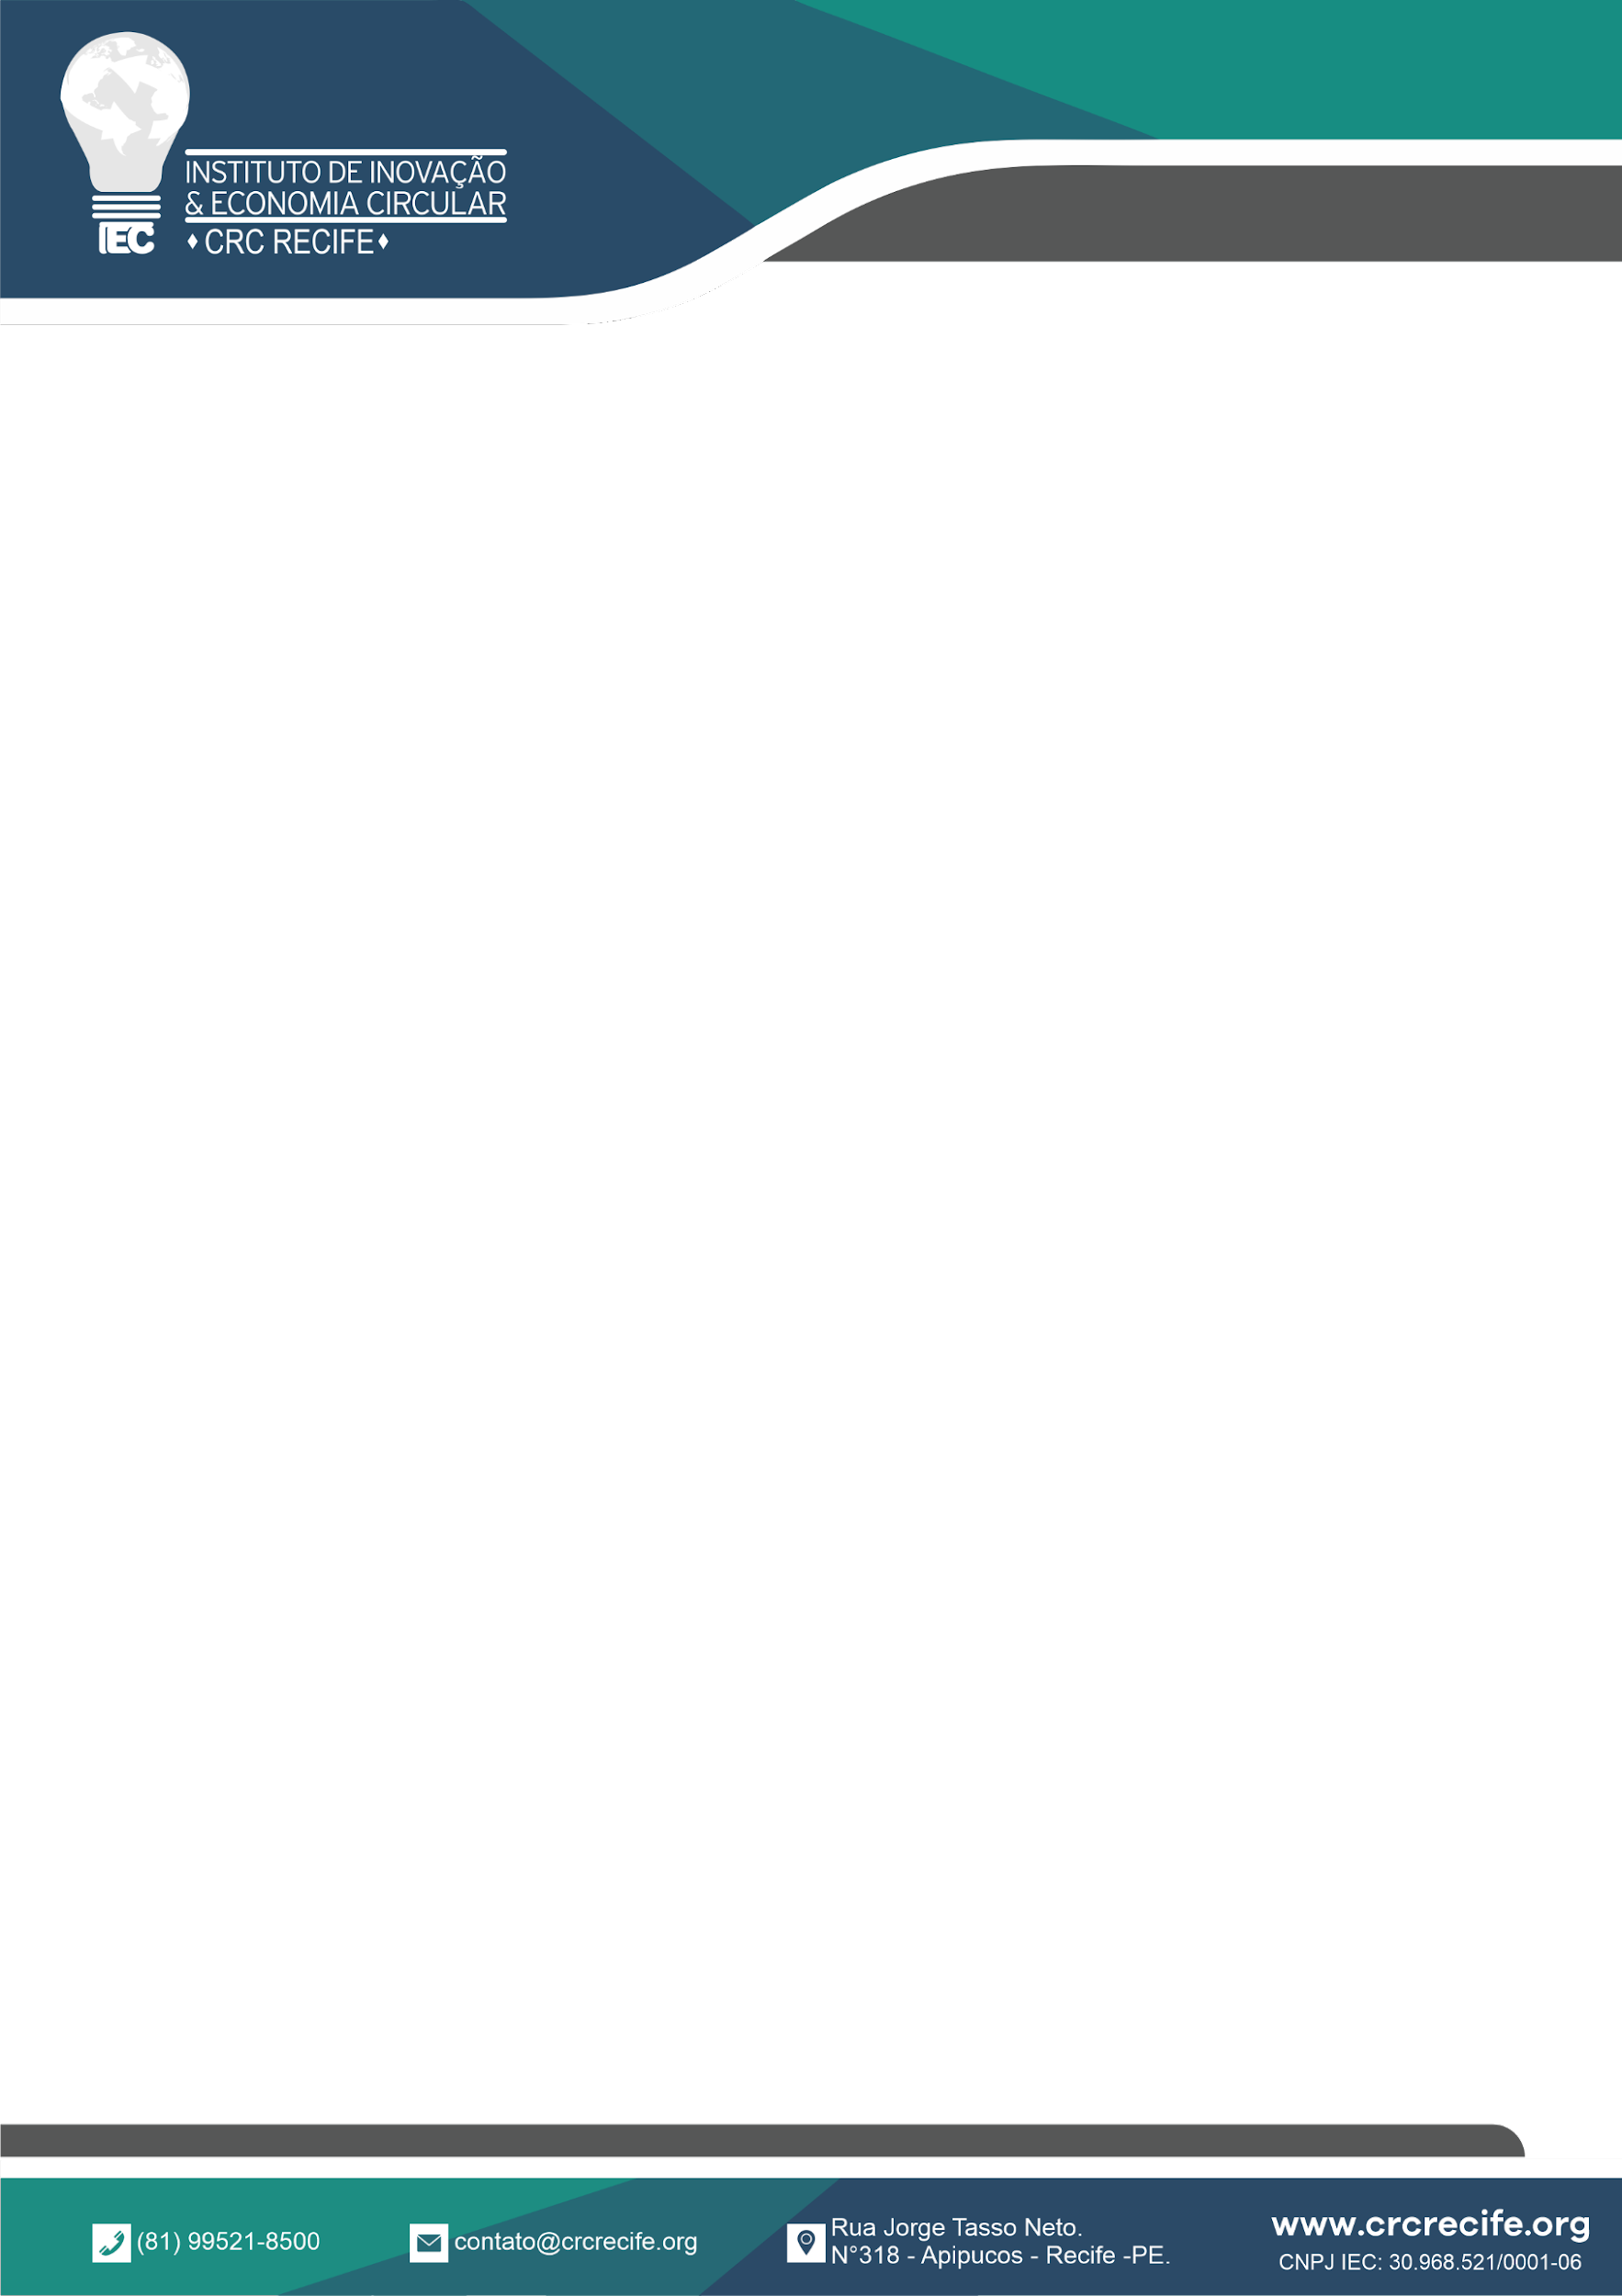 INSTITUTO DE INOVAÇÃO
& ECONOMIA CIRCULAR
IEC
CRC RECIFE
(81) 99521-8500
contato@crcrecife.org
Rua Jorge Tasso Neto.
N°318 - Apipucos - Recife -PE.
www.crcrecife.org
CNPJ IEC: 30.968.521/0001-06